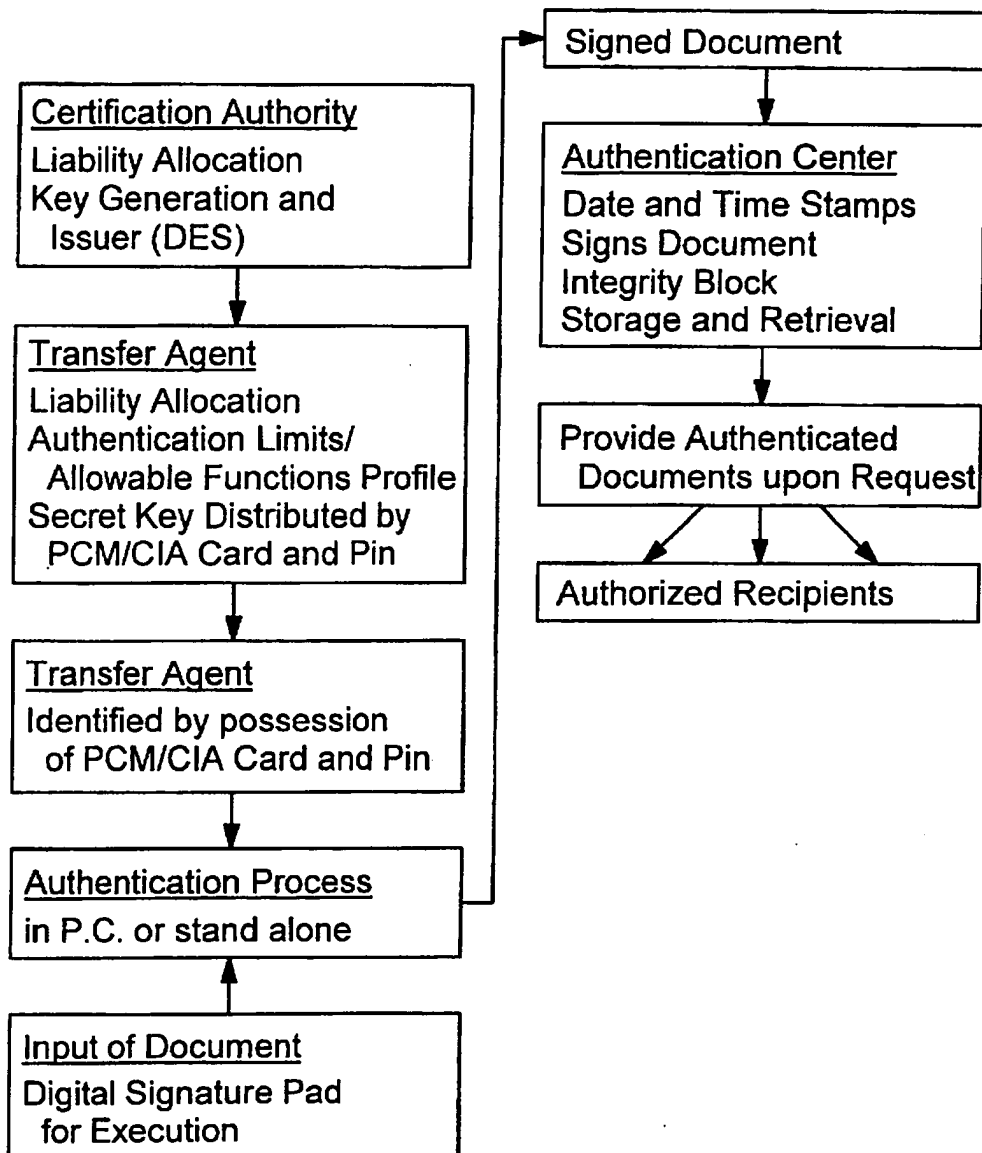 Certification Authority
Liability Allocation
Key Generation and
Issuer (DES)
Transfer Agent
Liability Allocation
Authentication Limits/
Allowable Functions Profile
Secret Key Distributed by
PCM/CIA Card and Pin
Transfer Agent
Identified by possession
of PCM/CIA Card and Pin
Authentication Process
in P.C. or stand alone
Input of Document
Digital Signature Pad
for Execution
Signed Document
Authentication Center
Date and Time Stamps
Signs Document
Integrity Block
Storage and Retrieval
Provide Authenticated
Documents upon Request
Authorized Recipients